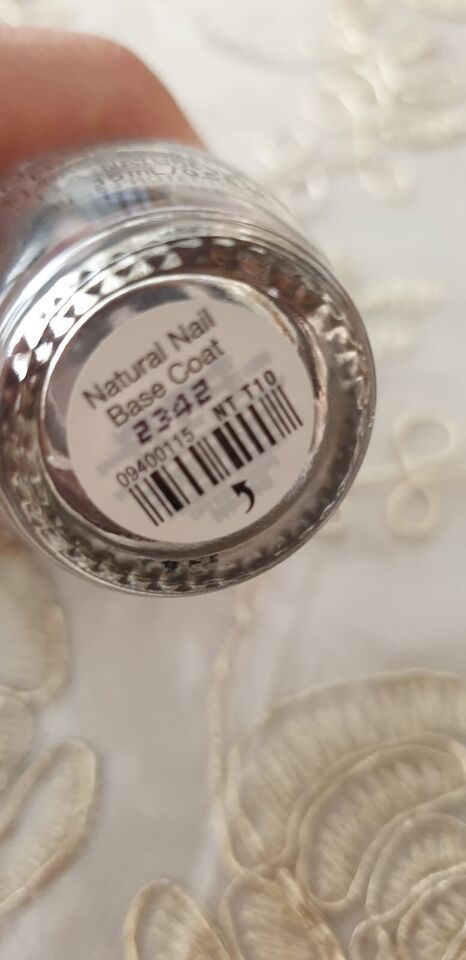 Natural Nail
Base Coat
2342
09400115 NT T10